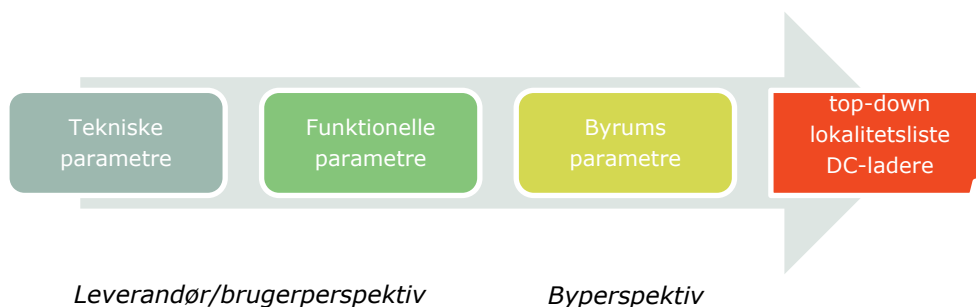 Tekniske
parametre
Funktionelle
parametre
Byrums
parametre
top-down
lokalitetsliste
DC-ladere
Leverandør/brugerperspektiv
Byperspektiv